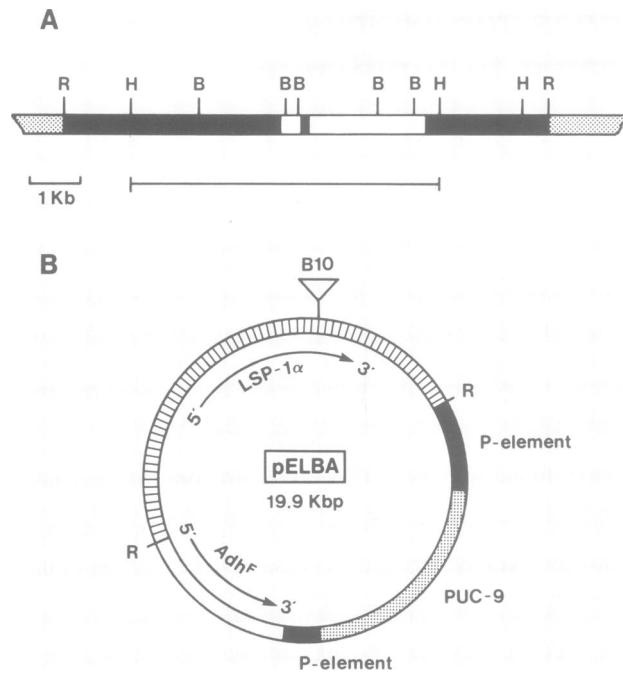 A
R H B B B B B H H R
1 Kb
B
B10
LSP-1α
5´ 3´
R
P-element
pELBA
19.9 Kbp
R
5´ Adhᶠ 3´
PUC-9
P-element